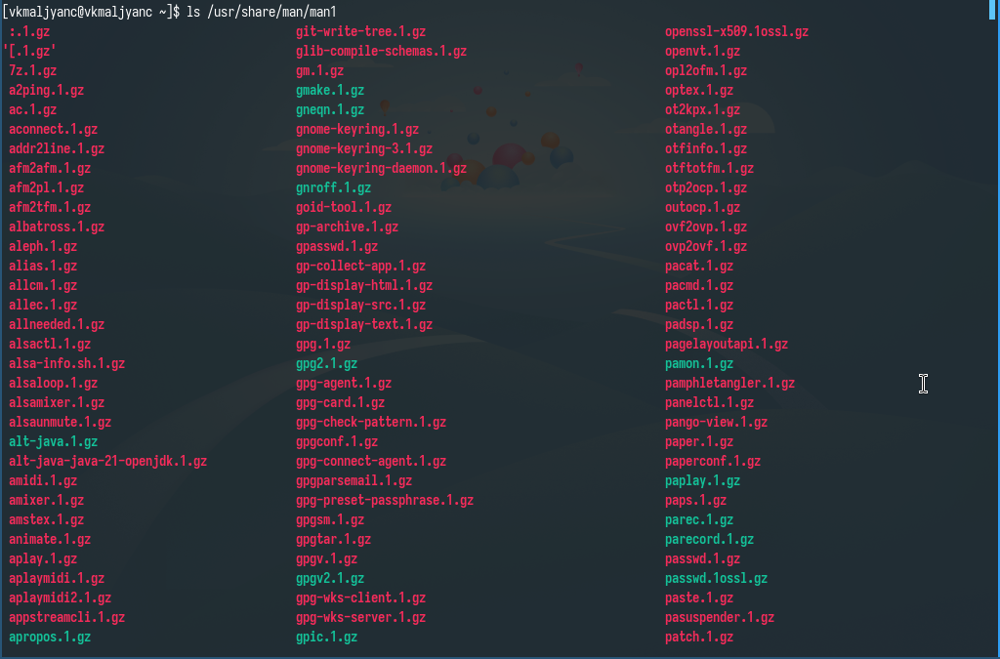 [vkmaljyanc@vkmaljyanc ~]$ ls /usr/share/man/man1
:.1.gz git-write-tree.1.gz openssl-x509.1ossl.gz
'[.1.gz' glib-compile-schemas.1.gz openvt.1.gz
7z.1.gz gm.1.gz opl2ofm.1.gz
a2ping.1.gz gmake.1.gz optex.1.gz
ac.1.gz gneqn.1.gz ot2kpx.1.gz
aconnect.1.gz gnome-keyring.1.gz otangle.1.gz
addr2line.1.gz gnome-keyring-3.1.gz otfinfo.1.gz
afm2afm.1.gz gnome-keyring-daemon.1.gz otftotfm.1.gz
afm2pl.1.gz gnroff.1.gz otp2ocp.1.gz
afm2tfm.1.gz goid-tool.1.gz outocp.1.gz
albatross.1.gz gp-archive.1.gz ovf2ovp.1.gz
aleph.1.gz gpasswd.1.gz ovp2ovf.1.gz
alias.1.gz gp-collect-app.1.gz pacat.1.gz
allcm.1.gz gp-display-html.1.gz pacmd.1.gz
allec.1.gz gp-display-src.1.gz pactl.1.gz
allneeded.1.gz gp-display-text.1.gz padsp.1.gz
alsactl.1.gz gpg.1.gz pagelayoutapi.1.gz
alsa-info.sh.1.gz gpg2.1.gz pamon.1.gz
alsaloop.1.gz gpg-agent.1.gz pamphletangler.1.gz
alsamixer.1.gz gpg-card.1.gz panelctl.1.gz
alsaunmute.1.gz gpg-check-pattern.1.gz pango-view.1.gz
alt-java.1.gz gpgconf.1.gz paper.1.gz
alt-java-java-21-openjdk.1.gz gpg-connect-agent.1.gz paperconf.1.gz
amidi.1.gz gpgparsemail.1.gz paplay.1.gz
amixer.1.gz gpg-preset-passphrase.1.gz paps.1.gz
amstex.1.gz gpgsm.1.gz parec.1.gz
animate.1.gz gpgtar.1.gz parecord.1.gz
aplay.1.gz gpgv.1.gz passwd.1.gz
aplaymidi.1.gz gpgv2.1.gz passwd.1ossl.gz
aplaymidi2.1.gz gpg-wks-client.1.gz paste.1.gz
appstreamcli.1.gz gpg-wks-server.1.gz pasuspender.1.gz
apropos.1.gz gpic.1.gz patch.1.gz